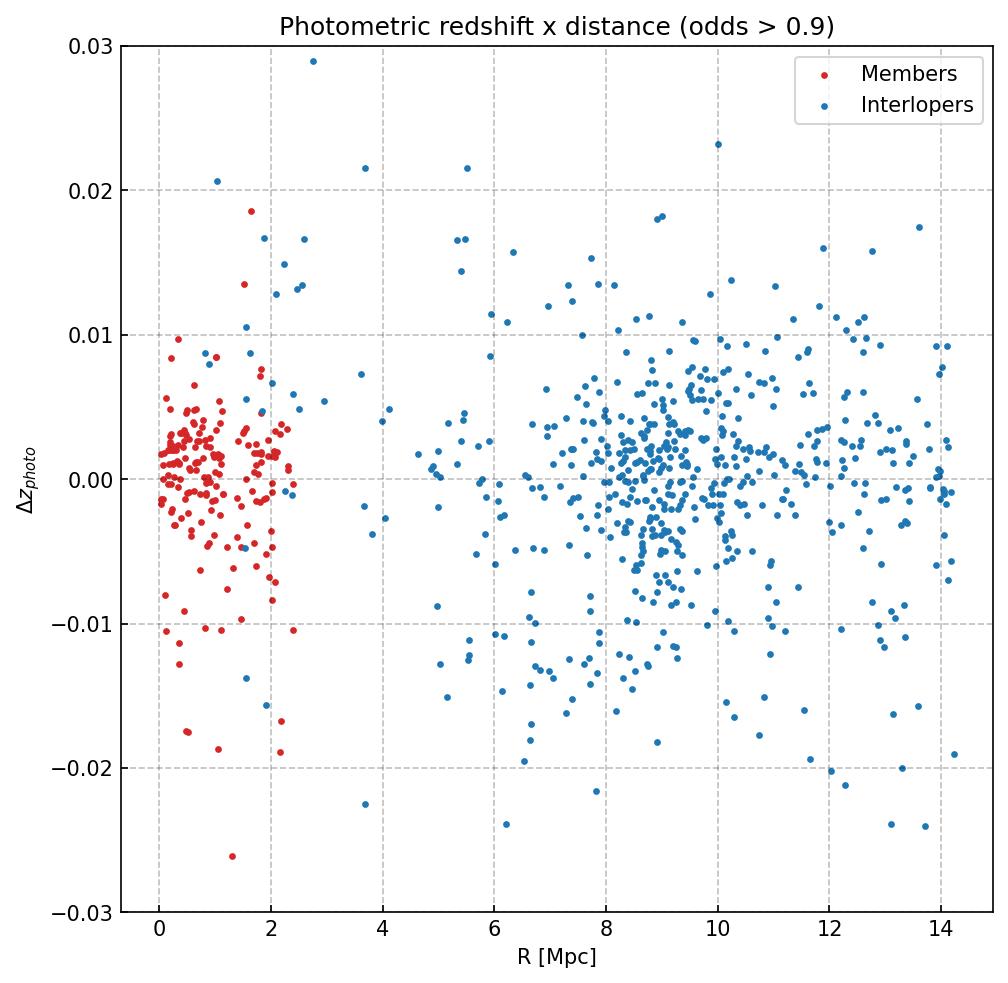 Photometric redshift x distance (odds > 0.9)
Members
Interlopers
0.03
0.02
0.01
0.00
−0.01
−0.02
−0.03
Δz_photo
0 2 4 6 8 10 12 14
R [Mpc]